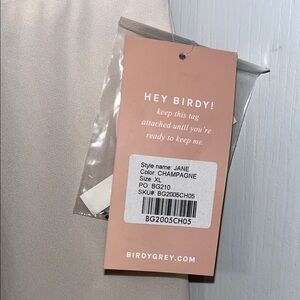 HEY BIRDY!
keep this tag
attached until you're
ready to keep me.
Style name: JANE
Color: CHAMPAGNE
Size: XL
PO: BG210
SKU#: BG2005CH05
BG2005CH05
BIRDYGREY.COM